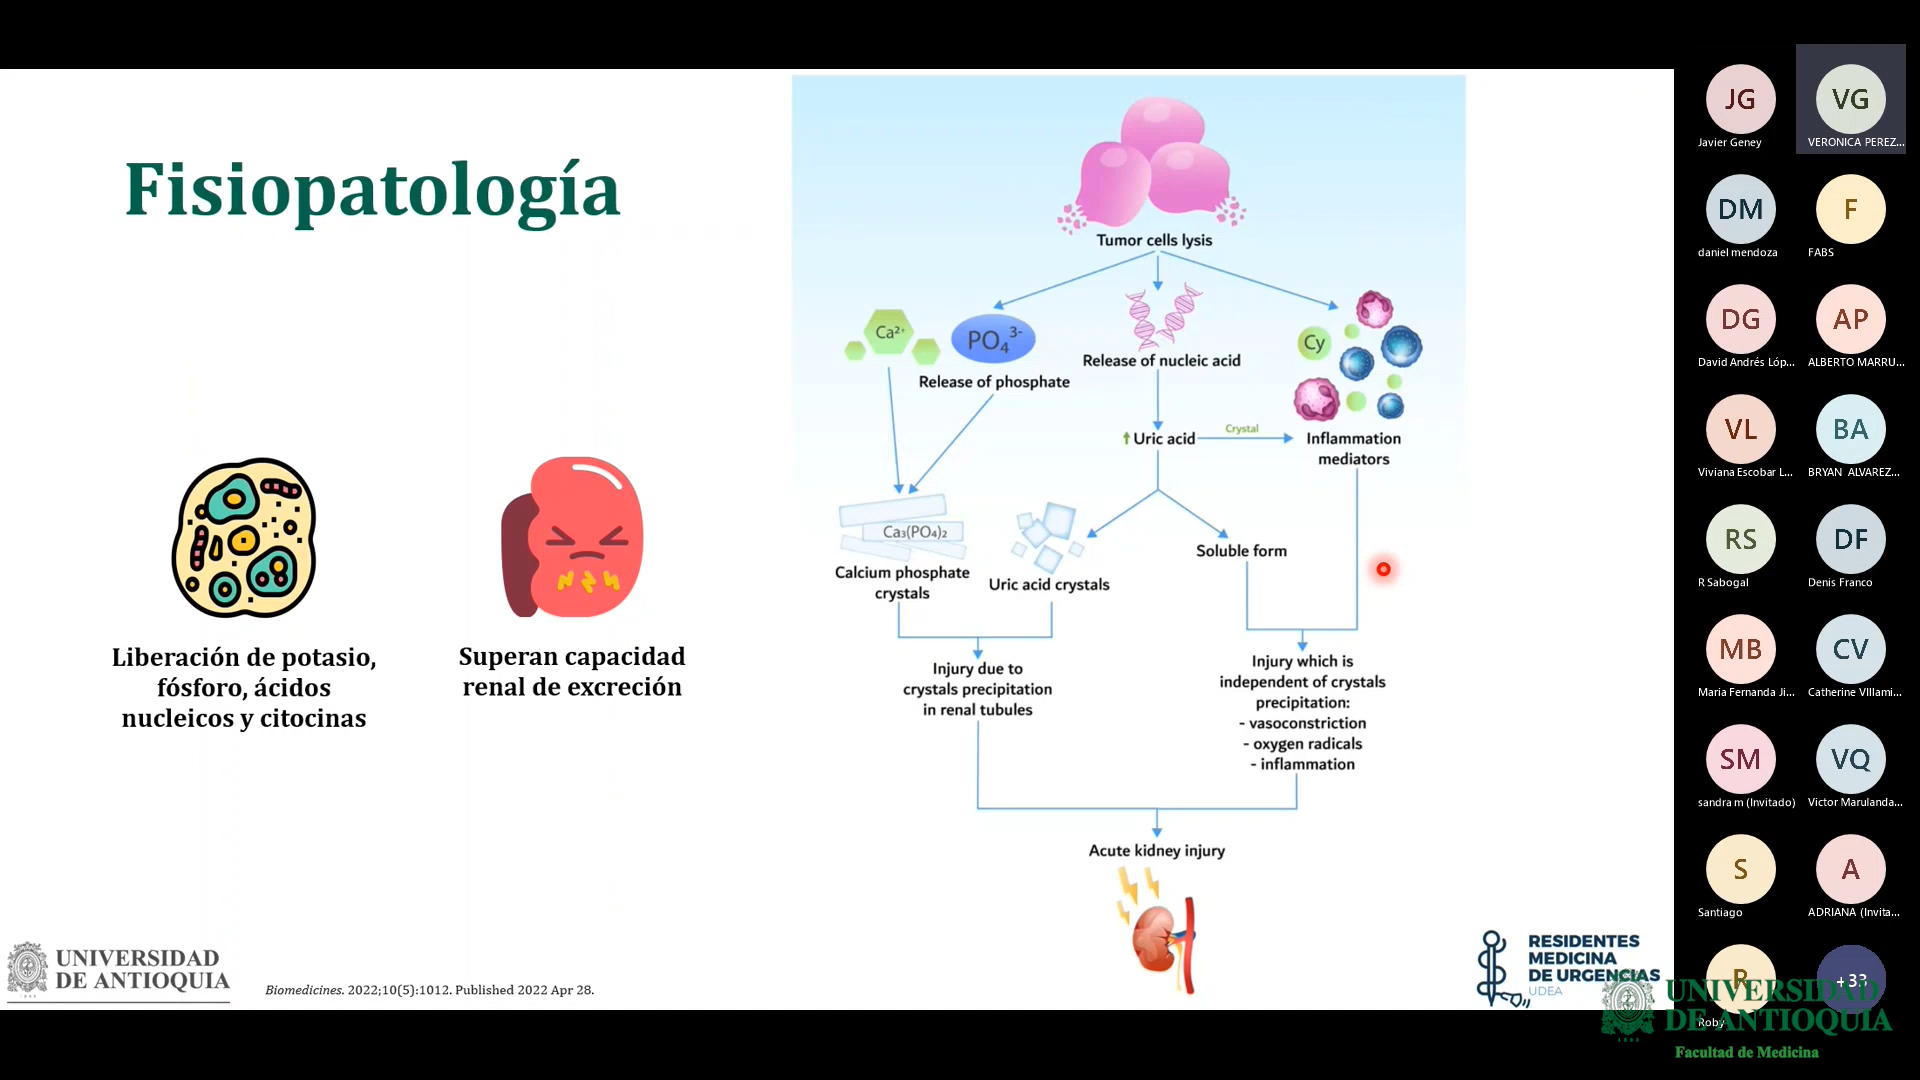 Fisiopatología
Liberación de potasio,
fósforo, ácidos
nucleicos y citocinas
Superan capacidad
renal de excreción
Tumor cells lysis
Ca²⁺
PO₄³⁻
Release of phosphate
Release of nucleic acid
Cy
Uric acid
Crystal
Inflammation
mediators
Ca₃(PO₄)₂
Calcium phosphate
crystals
Uric acid crystals
Soluble form
Injury due to
crystals precipitation
in renal tubules
Injury which is
independent of crystals
precipitation:
- vasoconstriction
- oxygen radicals
- inflammation
Acute kidney injury
UNIVERSIDAD
DE ANTIOQUIA
1803
Biomedicines. 2022;10(5):1012. Published 2022 Apr 28.
RESIDENTES
MEDICINA
DE URGENCIAS
UDEA
JG
Javier Geney
VG
VERONICA PEREZ...
DM
daniel mendoza
F
FABS
DG
David Andrés Lóp...
AP
ALBERTO MARRU...
VL
Viviana Escobar L...
BA
BRYAN ALVAREZ...
RS
R Sabogal
DF
Denis Franco
MB
Maria Fernanda Ji...
CV
Catherine VIllami...
SM
sandra m (Invitado)
VQ
Victor Marulanda...
S
Santiago
A
ADRIANA (Invita...
R
Roby
+33
UNIVERSIDAD
DE ANTIOQUIA
1803
Facultad de Medicina